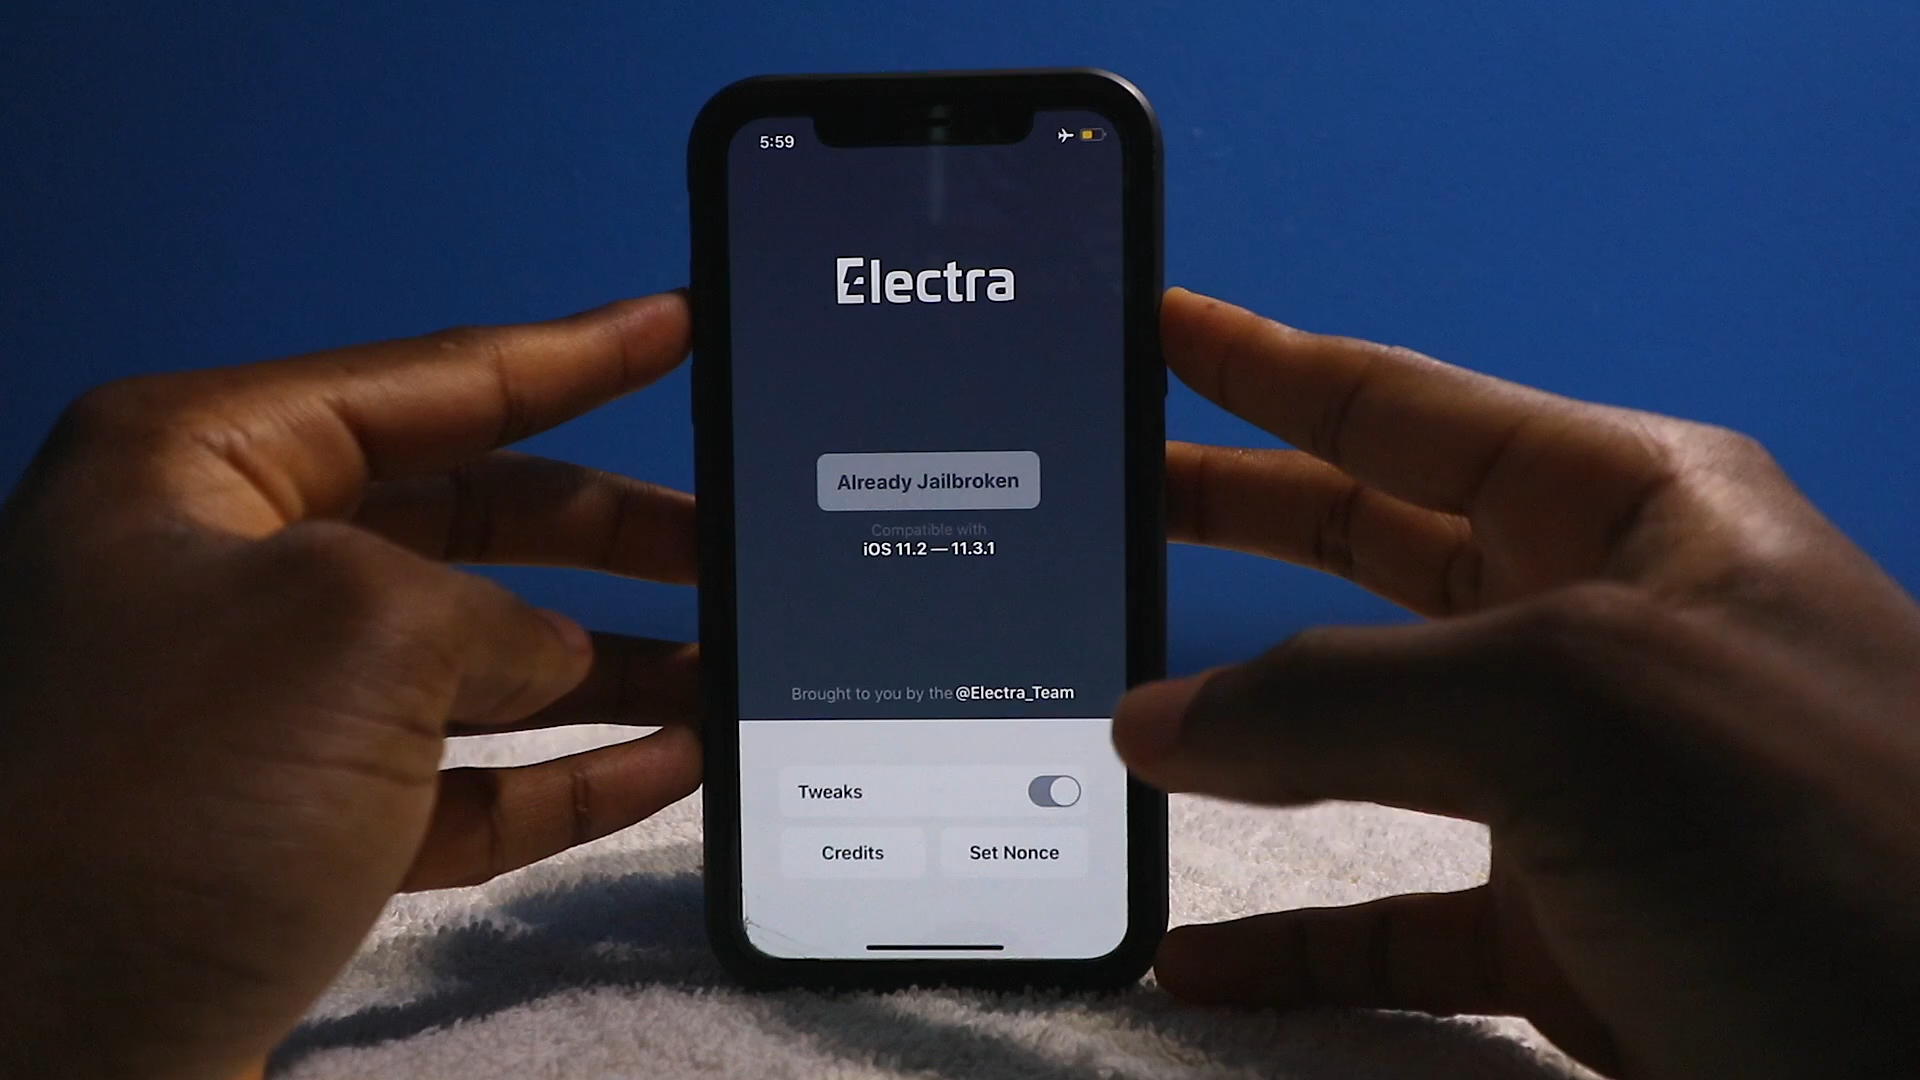 5:59
Electra
Already Jailbroken
Compatible with
iOS 11.2 — 11.3.1
Brought to you by the @Electra_Team
Tweaks
Credits
Set Nonce